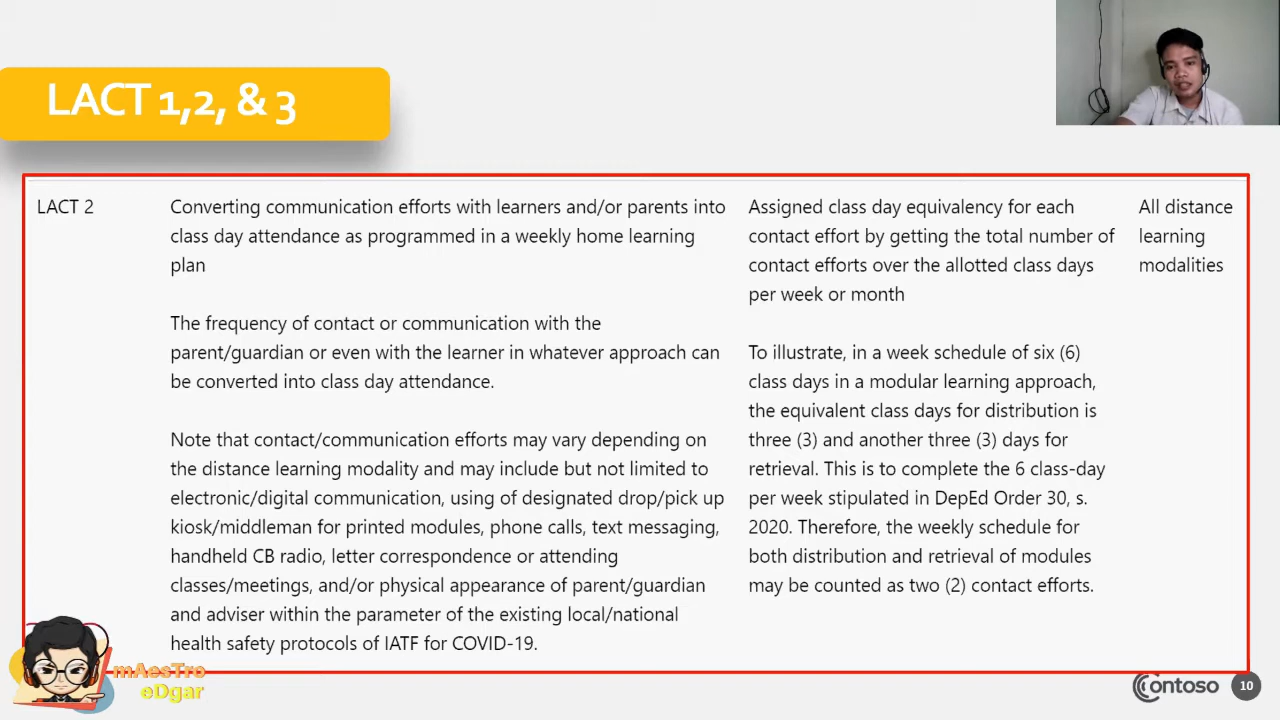 LACT 1,2, & 3
LACT 2
Converting communication efforts with learners and/or parents into
class day attendance as programmed in a weekly home learning
plan
The frequency of contact or communication with the
parent/guardian or even with the learner in whatever approach can
be converted into class day attendance.
Note that contact/communication efforts may vary depending on
the distance learning modality and may include but not limited to
electronic/digital communication, using of designated drop/pick up
kiosk/middleman for printed modules, phone calls, text messaging,
handheld CB radio, letter correspondence or attending
classes/meetings, and/or physical appearance of parent/guardian
and adviser within the parameter of the existing local/national
health safety protocols of IATF for COVID-19.
Assigned class day equivalency for each
contact effort by getting the total number of
contact efforts over the allotted class days
per week or month
To illustrate, in a week schedule of six (6)
class days in a modular learning approach,
the equivalent class days for distribution is
three (3) and another three (3) days for
retrieval. This is to complete the 6 class-day
per week stipulated in DepEd Order 30, s.
2020. Therefore, the weekly schedule for
both distribution and retrieval of modules
may be counted as two (2) contact efforts.
All distance
learning
modalities
mAesTro
eDgar
Contoso
10